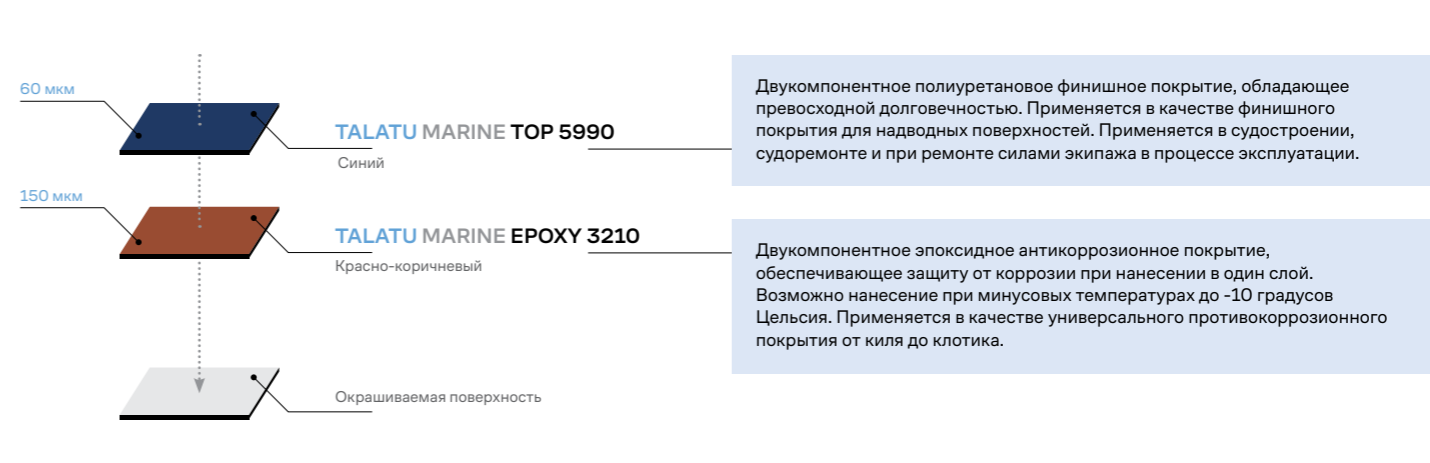 60 мкм
TALATU MARINE TOP 5990
Синий
Двукомпонентное полиуретановое финишное покрытие, обладающее
превосходной долговечностью. Применяется в качестве финишного
покрытия для надводных поверхностей. Применяется в судостроении,
судоремонте и при ремонте силами экипажа в процессе эксплуатации.
150 мкм
TALATU MARINE EPOXY 3210
Красно-коричневый
Двукомпонентное эпоксидное антикоррозионное покрытие,
обеспечивающее защиту от коррозии при нанесении в один слой.
Возможно нанесение при минусовых температурах до -10 градусов
Цельсия. Применяется в качестве универсального противокоррозионного
покрытия от киля до клотика.
Окрашиваемая поверхность